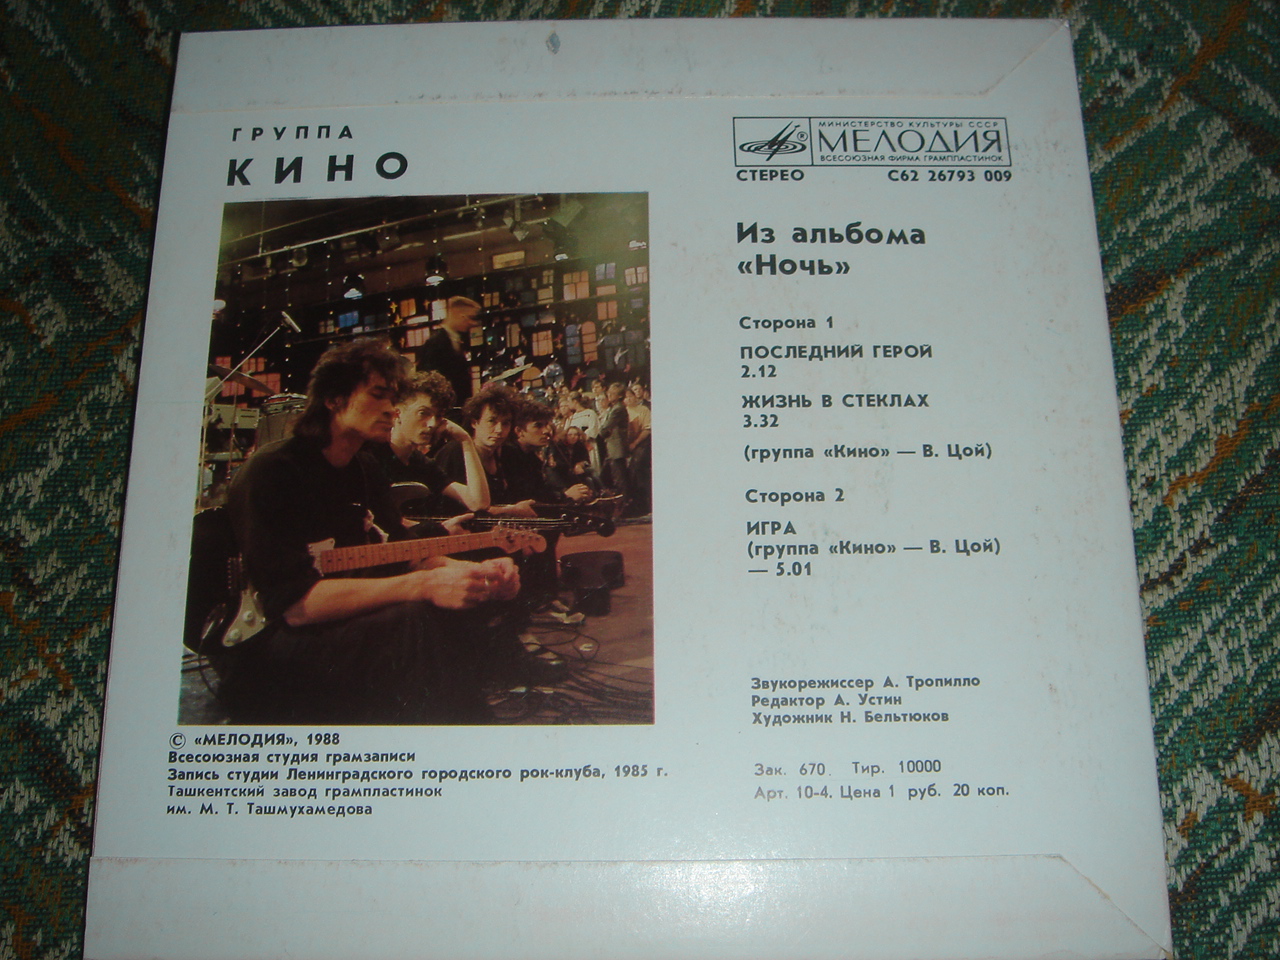 ГРУППА
КИНО
МИНИСТЕРСТВО КУЛЬТУРЫ СССР
МЕЛОДИЯ
ВСЕСОЮЗНАЯ ФИРМА ГРАМПЛАСТИНОК
СТЕРЕО С62 26793 009
Из альбома
«Ночь»
Сторона 1
ПОСЛЕДНИЙ ГЕРОЙ
2.12
ЖИЗНЬ В СТЕКЛАХ
3.32
(группа «Кино» — В. Цой)
Сторона 2
ИГРА
(группа «Кино» — В. Цой)
— 5.01
Звукорежиссер А. Тропилло
Редактор А. Устин
Художник Н. Бельтюков
© «МЕЛОДИЯ», 1988
Всесоюзная студия грамзаписи
Запись студии Ленинградского городского рок-клуба, 1985 г.
Ташкентский завод грампластинок
им. М. Т. Ташмухамедова
Зак. 670 Тир. 10000
Арт. 10-4. Цена 1 руб. 20 коп.